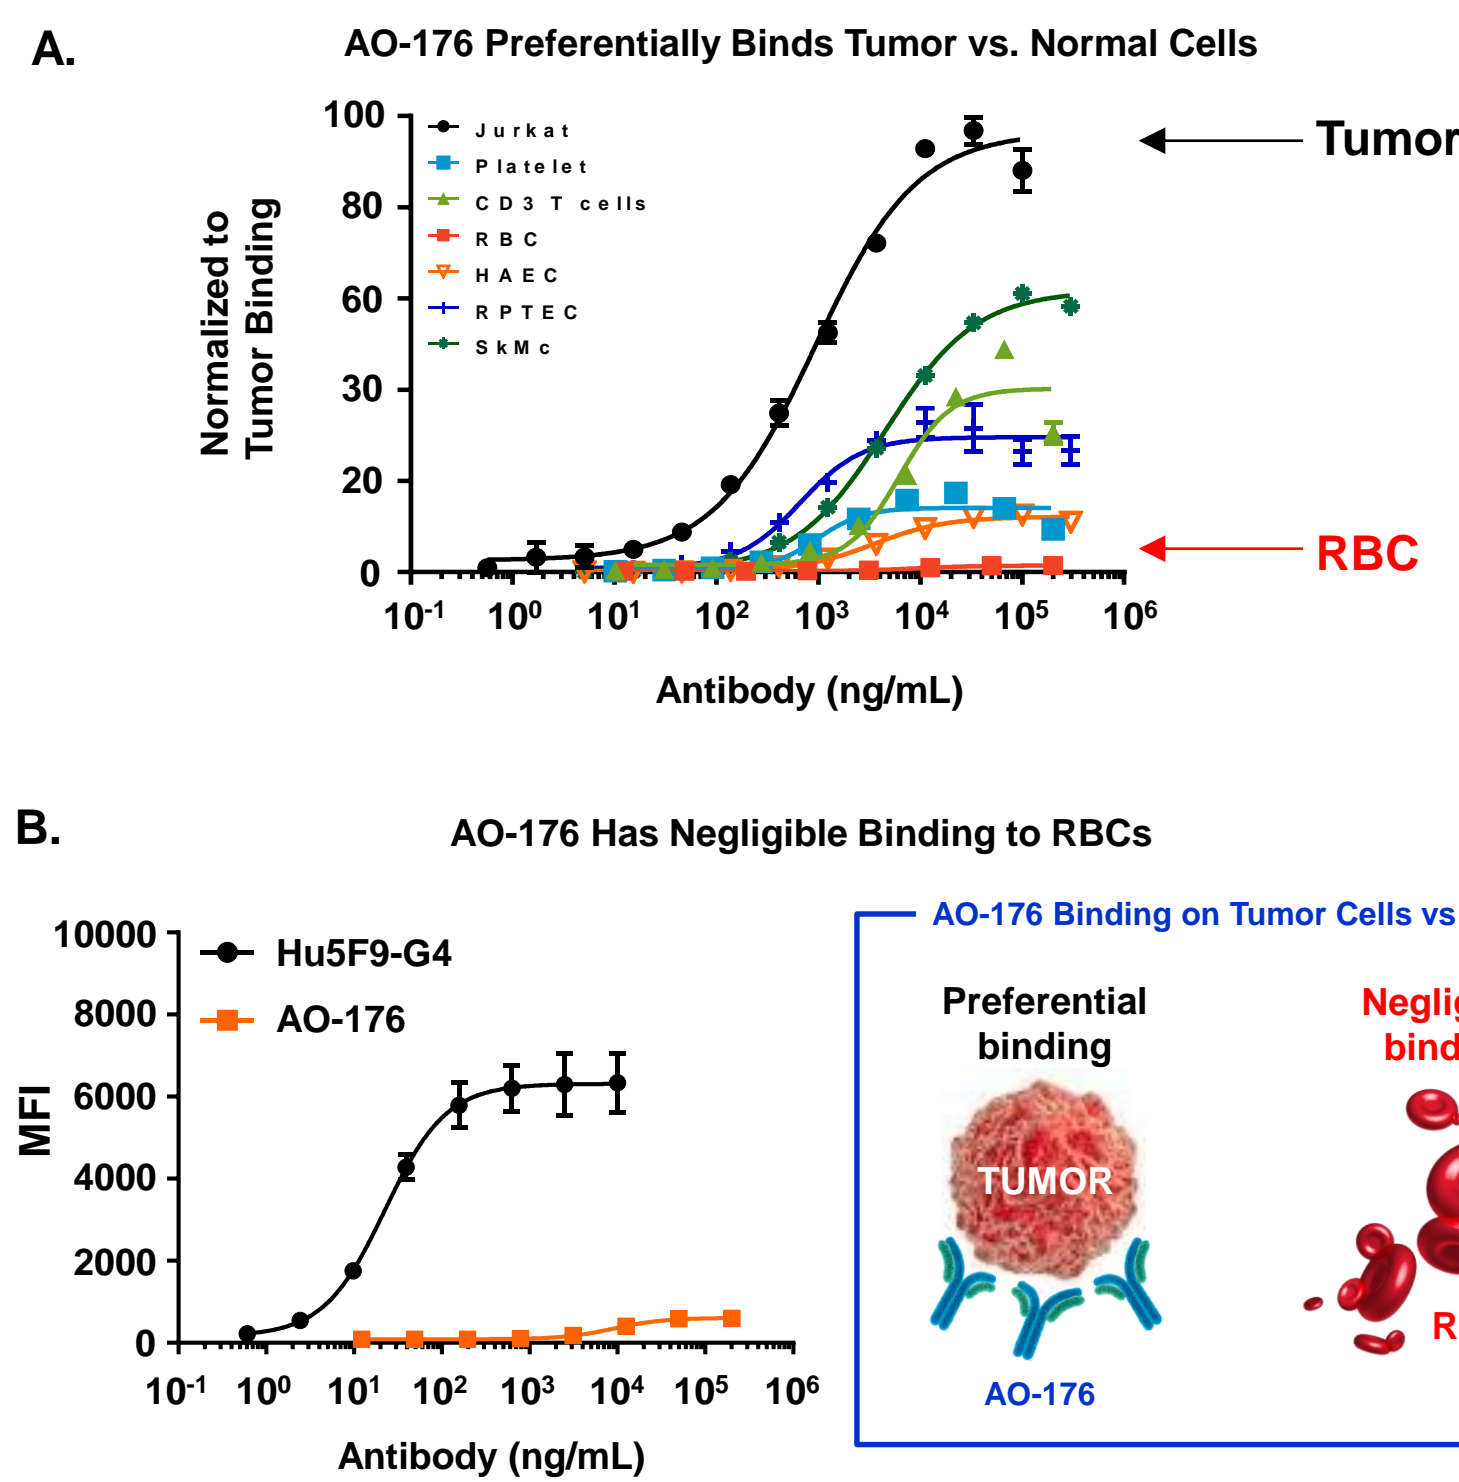 A.
AO-176 Preferentially Binds Tumor vs. Normal Cells
Normalized to
Tumor Binding
100
80
60
30
20
0
Jurkat
Platelet
CD3 T cells
RBC
HAEC
RPTEC
SkMc
Tumor
RBC
10-1 100 101 102 103 104 105 106
Antibody (ng/mL)
B.
AO-176 Has Negligible Binding to RBCs
MFI
10000
8000
6000
4000
2000
0
Hu5F9-G4
AO-176
10-1 100 101 102 103 104 105 106
Antibody (ng/mL)
AO-176 Binding on Tumor Cells vs
Preferential
binding
TUMOR
AO-176